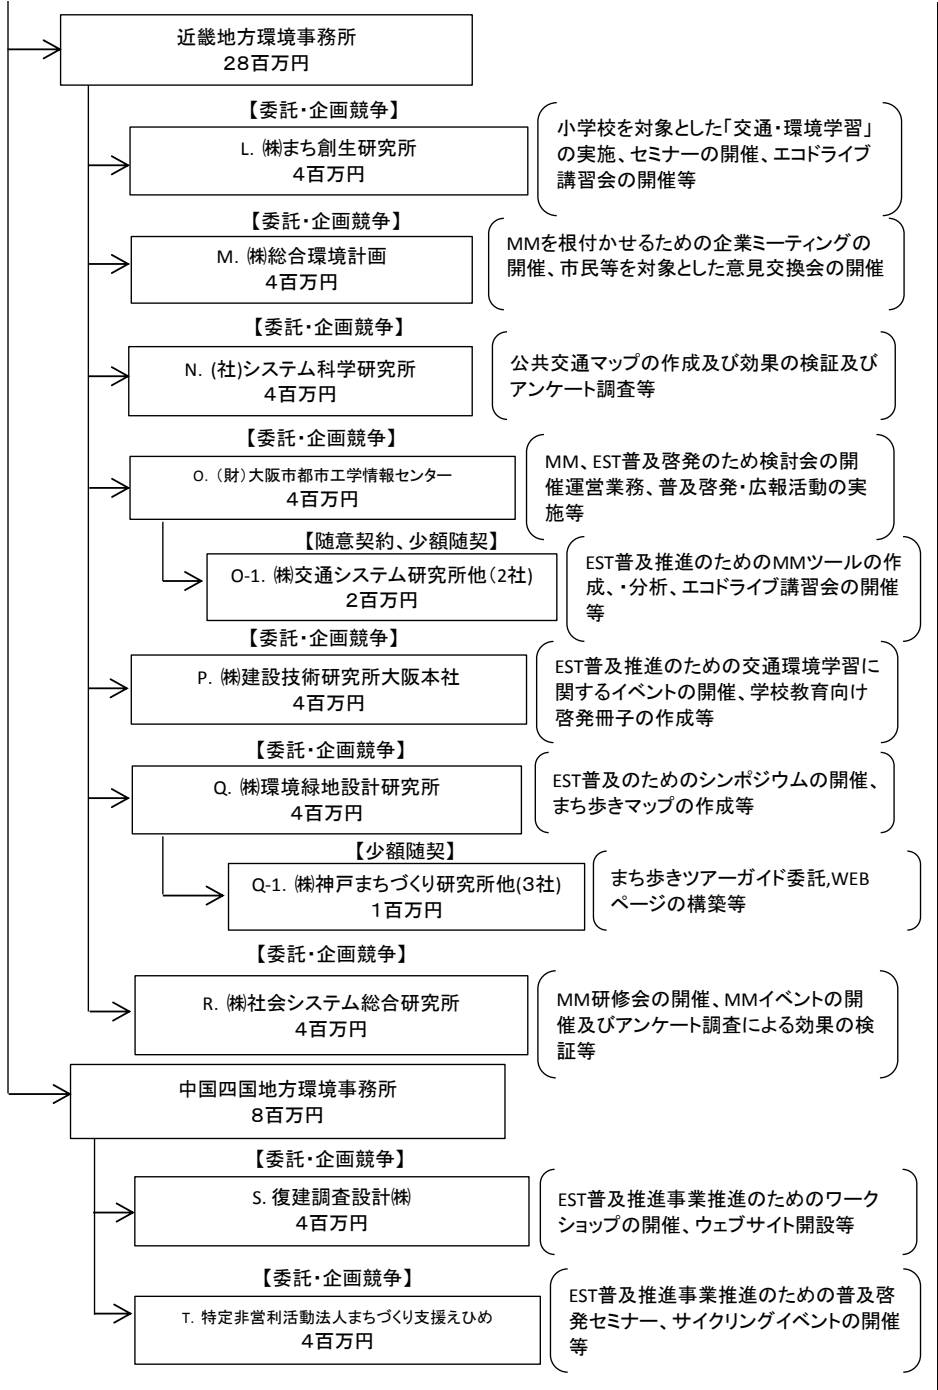 近畿地方環境事務所
28百万円
【委託・企画競争】
L. ㈱まち創生研究所
4百万円
小学校を対象とした「交通・環境学習」
の実施、セミナーの開催、エコドライブ
講習会の開催等
【委託・企画競争】
M. ㈱総合環境計画
4百万円
MMを根付かせるための企業ミーティングの
開催、市民等を対象とした意見交換会の開催
【委託・企画競争】
N. (社)システム科学研究所
4百万円
公共交通マップの作成及び効果の検証及び
アンケート調査等
【委託・企画競争】
O. （財）大阪市都市工学情報センター
4百万円
MM、EST普及啓発のため検討会の開
催運営業務、普及啓発・広報活動の実
施等
【随意契約、少額随契】
O-1. ㈱交通システム研究所他（2社）
2百万円
EST普及推進のためのMMツールの作
成、・分析、エコドライブ講習会の開催
等
【委託・企画競争】
P. ㈱建設技術研究所大阪本社
4百万円
EST普及推進のための交通環境学習に
関するイベントの開催、学校教育向け
啓発冊子の作成等
【委託・企画競争】
Q. ㈱環境緑地設計研究所
4百万円
EST普及のためのシンポジウムの開催、
まち歩きマップの作成等
【少額随契】
Q-1. ㈱神戸まちづくり研究所他(３社)
１百万円
まち歩きツアーガイド委託,WEB
ページの構築等
【委託・企画競争】
R. ㈱社会システム総合研究所
4百万円
MM研修会の開催、MMイベントの開
催及びアンケート調査による効果の検
証等
中国四国地方環境事務所
8百万円
【委託・企画競争】
S. 復建調査設計㈱
4百万円
EST普及推進事業推進のためのワーク
ショップの開催、ウェブサイト開設等
【委託・企画競争】
T. 特定非営利活動法人まちづくり支援えひめ
4百万円
EST普及推進事業推進のための普及啓
発セミナー、サイクリングイベントの開催
等